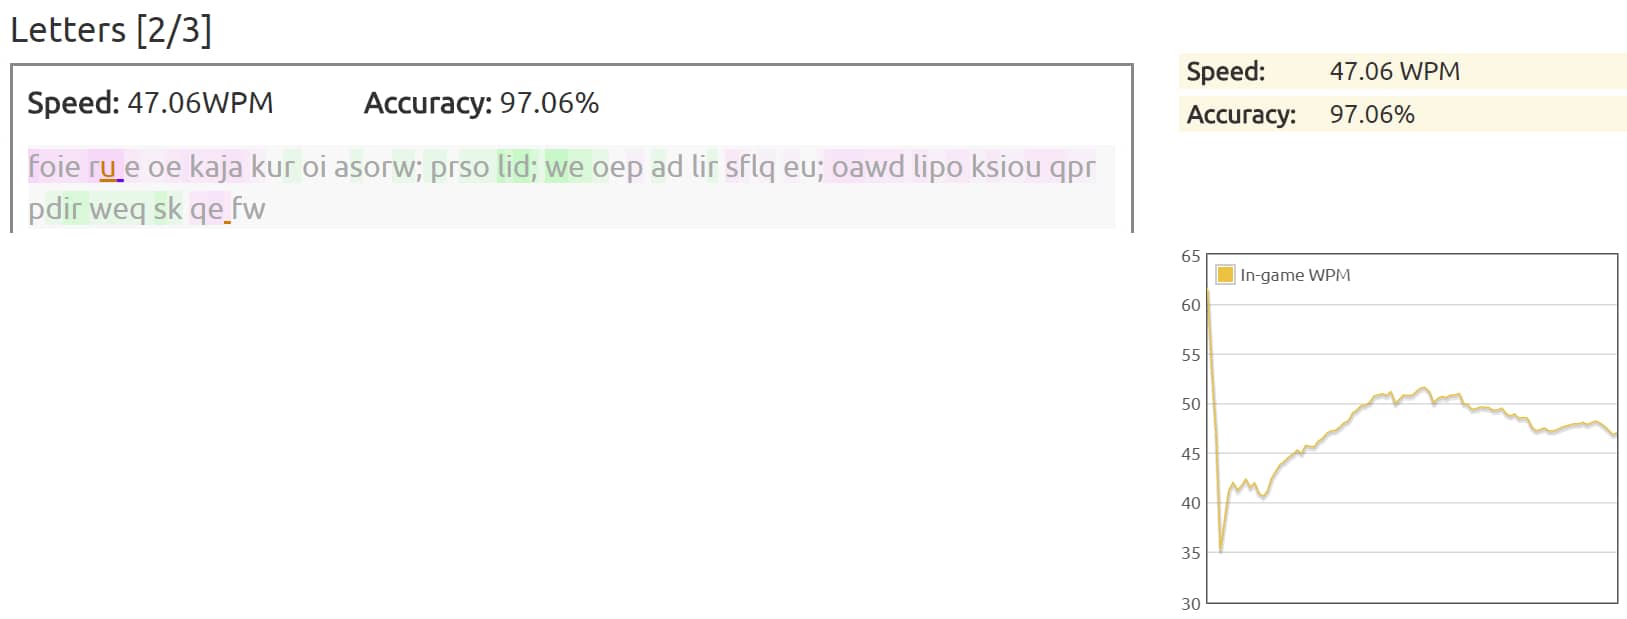 Letters [2/3]
Speed: 47.06WPM Accuracy: 97.06%
foie ru e oe kaja kur oi asorw; prso lid; we oep ad lir sflq eu; oawd lipo ksiou qpr
pdir weq sk qe fw
Speed: 47.06 WPM
Accuracy: 97.06%
In-game WPM
65
60
55
50
45
40
35
30